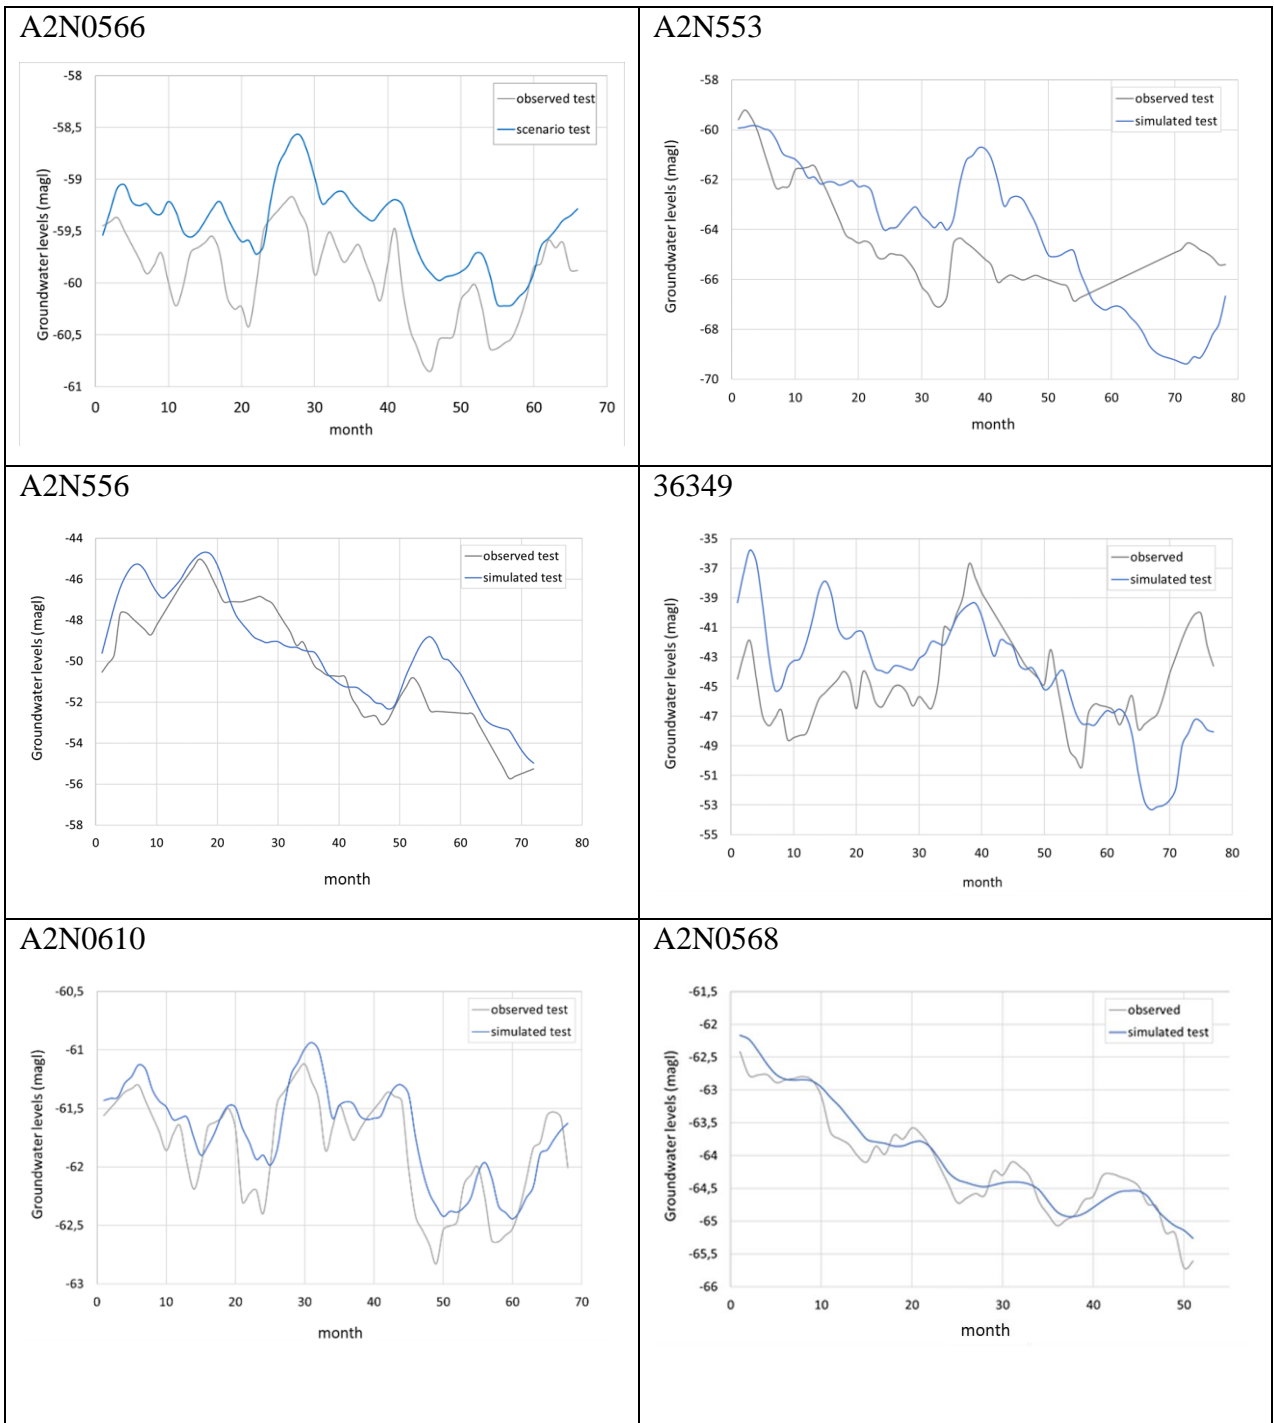 A2N0566
-58
-58,5
-59
-59,5
-60
-60,5
-61
0 10 20 30 40 50 60 70
Groundwater levels (magl)
month
observed test
scenario test
A2N553
-58
-60
-62
-64
-66
-68
-70
0 10 20 30 40 50 60 70 80
Groundwater levels (magl)
month
observed test
simulated test
A2N556
-44
-46
-48
-50
-52
-54
-56
-58
0 10 20 30 40 50 60 70 80
Groundwater levels (magl)
month
observed test
simulated test
36349
-35
-37
-39
-41
-43
-45
-47
-49
-51
-53
-55
0 10 20 30 40 50 60 70 80
Groundwater levels (magl)
month
observed
simulated test
A2N0610
-60,5
-61
-61,5
-62
-62,5
-63
0 10 20 30 40 50 60 70
Groundwater levels (magl)
month
observed test
simulated test
A2N0568
-61,5
-62
-62,5
-63
-63,5
-64
-64,5
-65
-65,5
-66
0 10 20 30 40 50
Groundwater levels (magl)
month
observed
simulated test